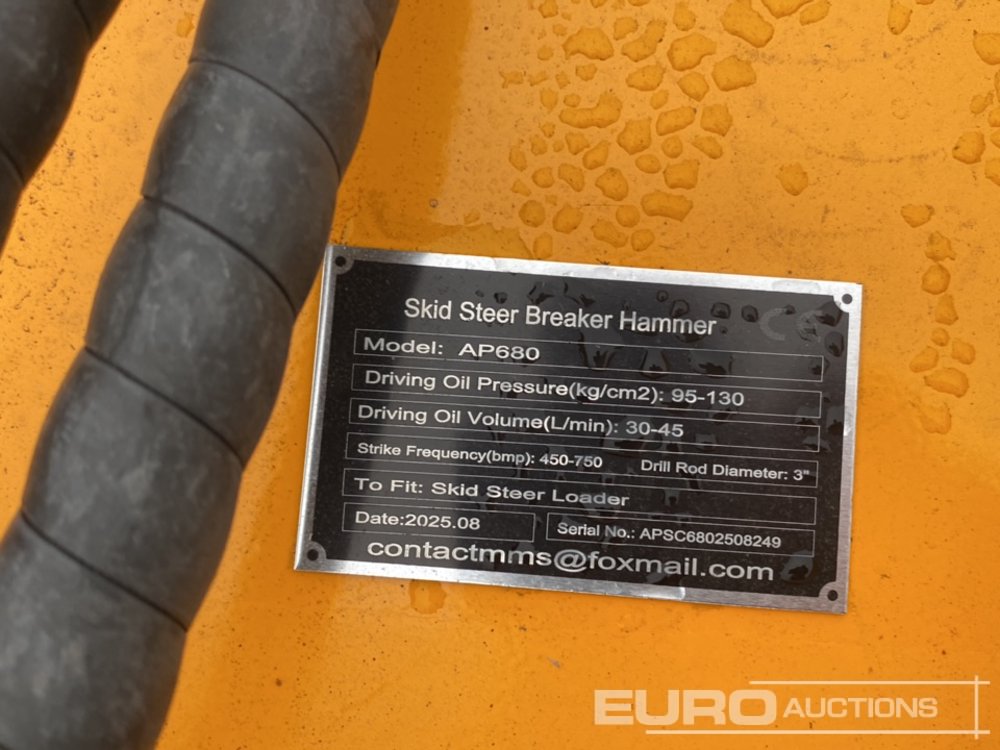 Skid Steer Breaker Hammer
CE
Model: AP680
Driving Oil Pressure(kg/cm2): 95-130
Driving Oil Volume(L/min): 30-45
Strike Frequency(bmp): 450-750 Drill Rod Diameter: 3"
To Fit: Skid Steer Loader
Date:2025.08 Serial No.: APSC6802508249
contactmms@foxmail.com
EURO AUCTIONS